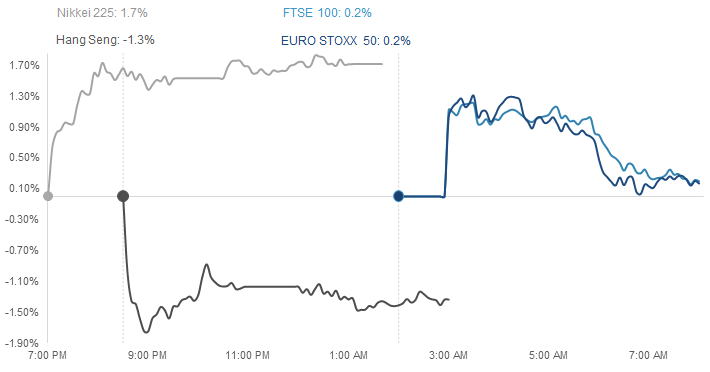 Nikkei 225: 1.7%
FTSE 100: 0.2%
Hang Seng: -1.3%
EURO STOXX 50: 0.2%
1.70%
1.30%
0.90%
0.50%
0.10%
-0.30%
-0.70%
-1.10%
-1.50%
-1.90%
7:00 PM
9:00 PM
11:00 PM
1:00 AM
3:00 AM
5:00 AM
7:00 AM